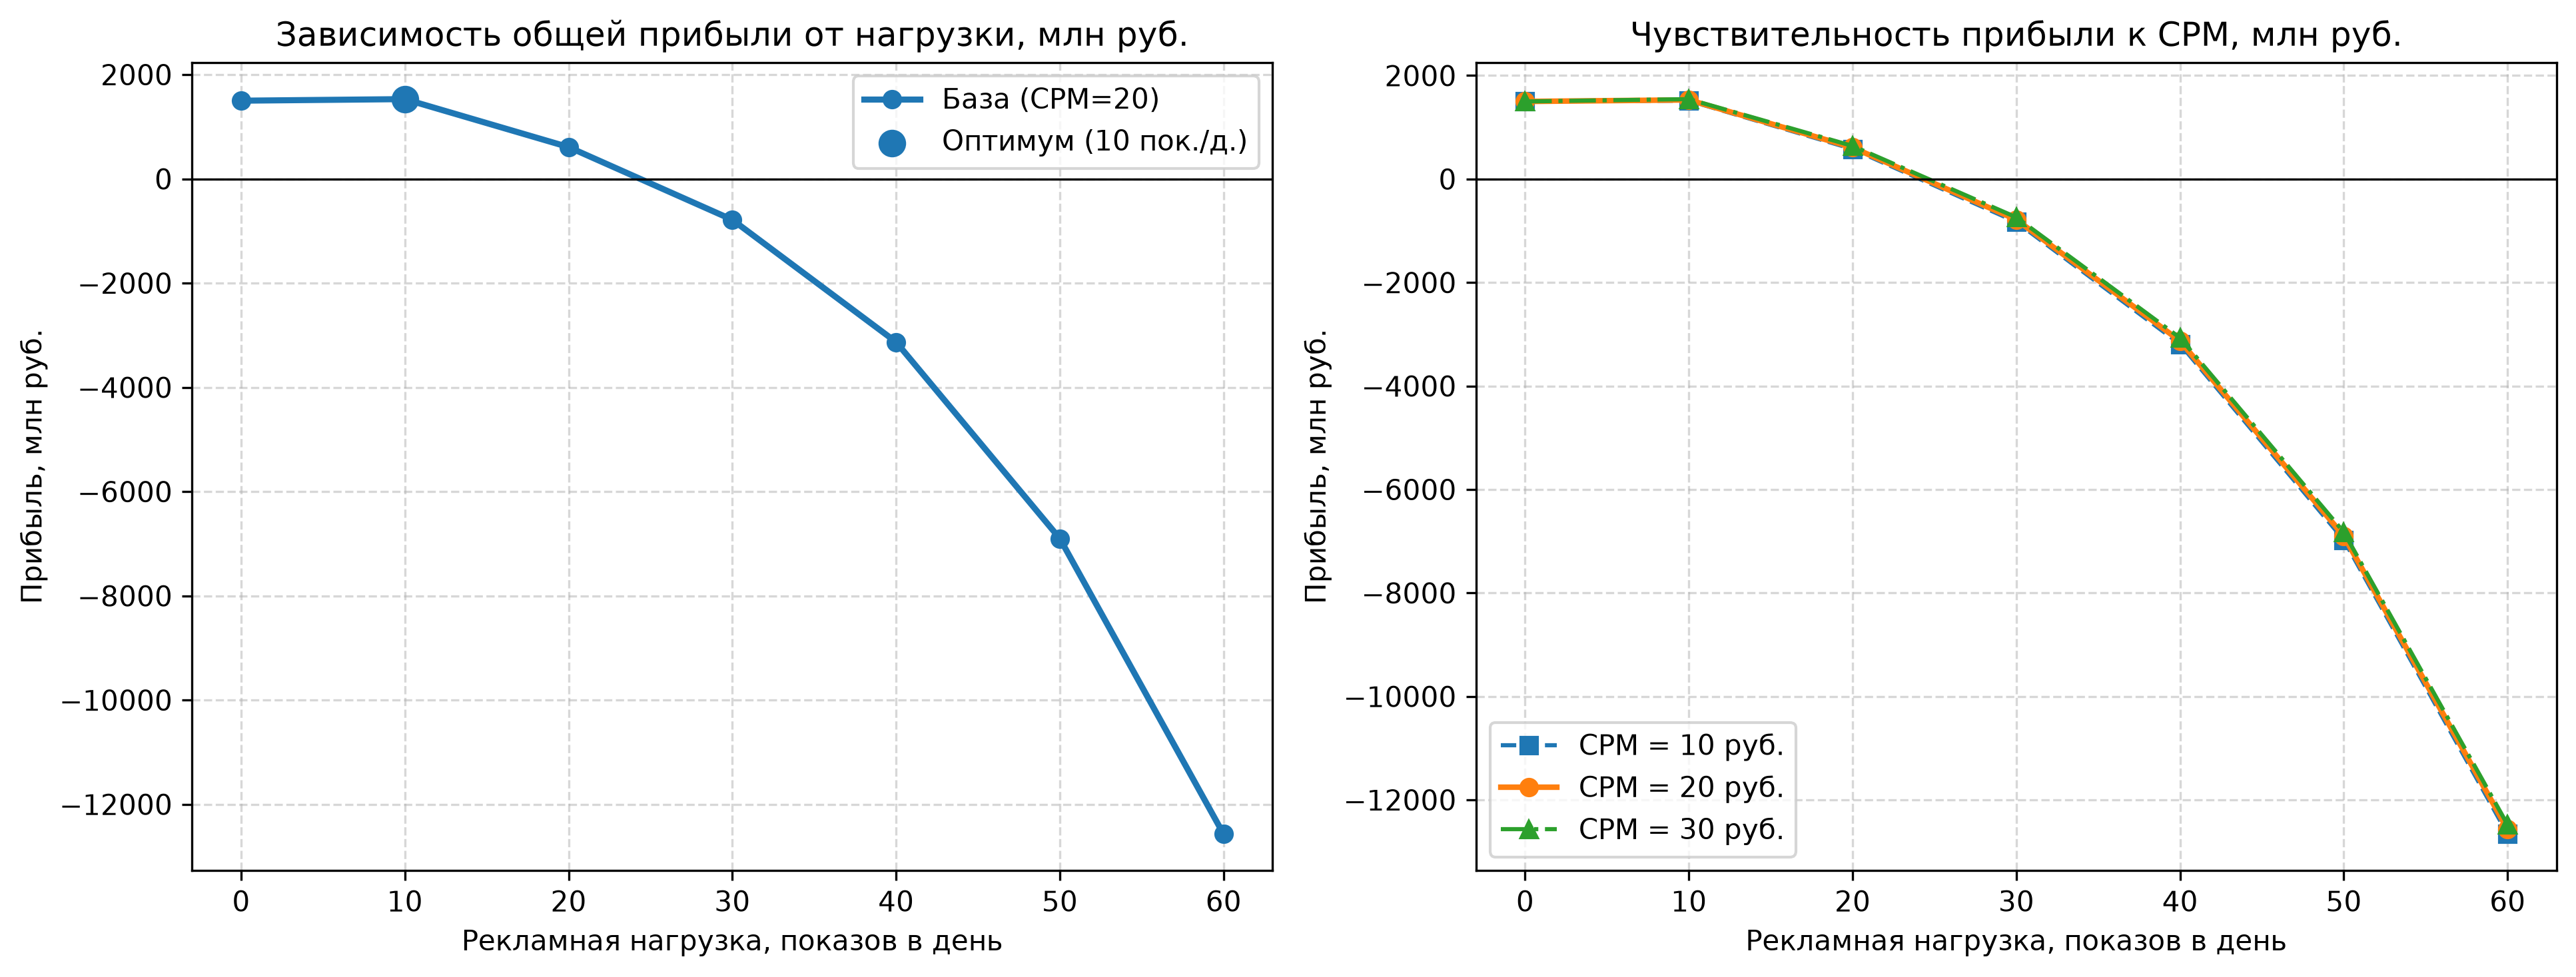 Зависимость общей прибыли от нагрузки, млн руб.
2000
0
−2000
−4000
−6000
−8000
−10000
−12000
Прибыль, млн руб.
База (CPM=20)
Оптимум (10 пок./д.)
0 10 20 30 40 50 60
Рекламная нагрузка, показов в день
Чувствительность прибыли к CPM, млн руб.
2000
0
−2000
−4000
−6000
−8000
−10000
−12000
Прибыль, млн руб.
CPM = 10 руб.
CPM = 20 руб.
CPM = 30 руб.
0 10 20 30 40 50 60
Рекламная нагрузка, показов в день